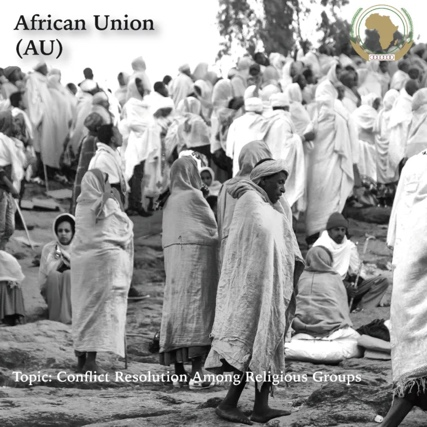 African Union
(AU)
Topic: Conflict Resolution Among Religious Groups